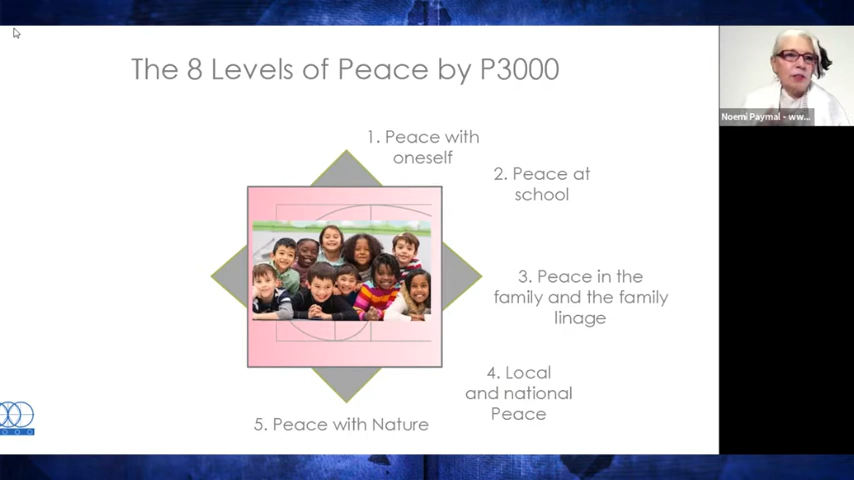 The 8 Levels of Peace by P3000
1. Peace with
oneself
2. Peace at
school
3. Peace in the
family and the family
linage
4. Local
and national
Peace
5. Peace with Nature
Noemi Paymal - ww...